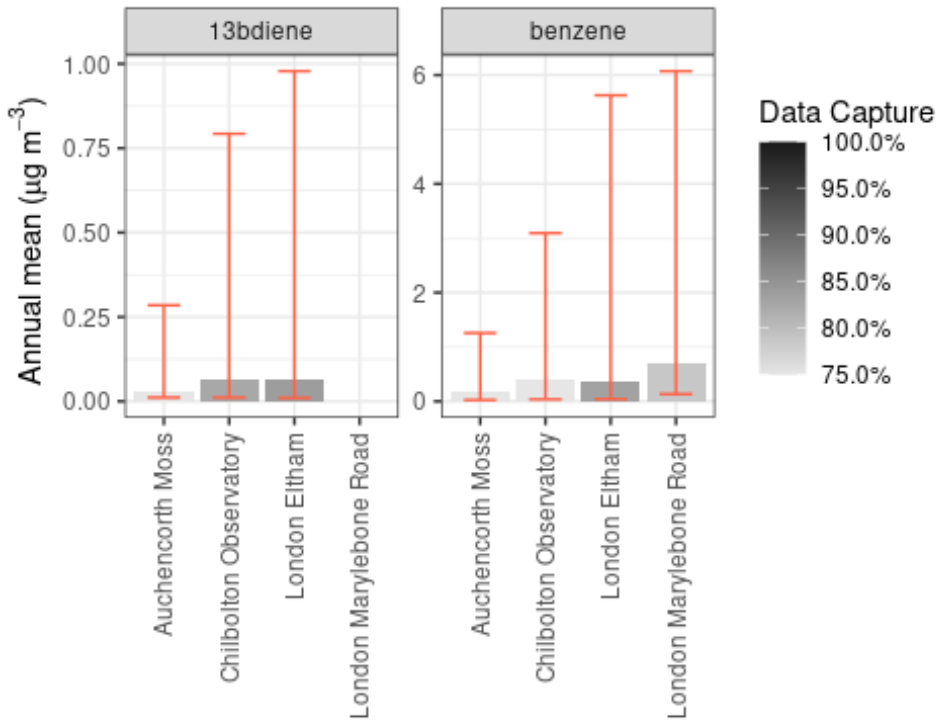 13bdiene
benzene
Annual mean (µg m⁻³)
1.00
0.75
0.50
0.25
0.00
6
4
2
0
Auchencorth Moss
Chilbolton Observatory
London Eltham
London Marylebone Road
Auchencorth Moss
Chilbolton Observatory
London Eltham
London Marylebone Road
Data Capture
100.0%
95.0%
90.0%
85.0%
80.0%
75.0%